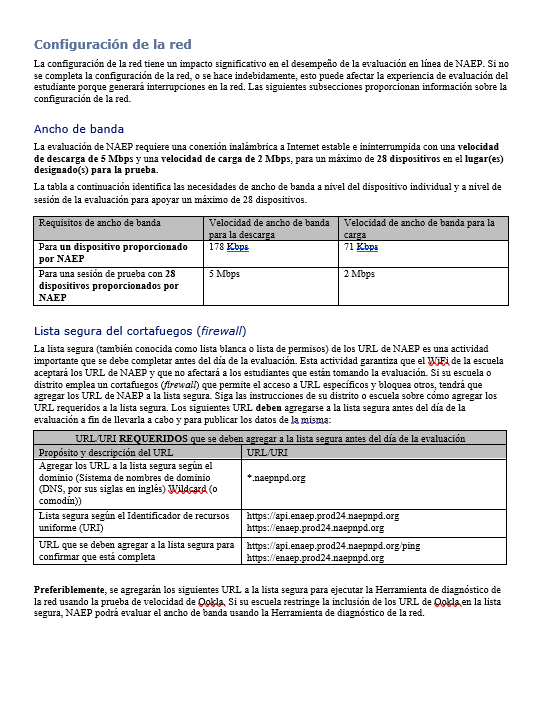 Configuración de la red
La configuración de la red tiene un impacto significativo en el desempeño de la evaluación en línea de NAEP. Si no
se completa la configuración de la red, o se hace indebidamente, esto puede afectar la experiencia de evaluación del
estudiante porque generará interrupciones en la red. Las siguientes subsecciones proporcionan información sobre la
configuración de la red.
Ancho de banda
La evaluación de NAEP requiere una conexión inalámbrica a Internet estable e ininterrumpida con una velocidad
de descarga de 5 Mbps y una velocidad de carga de 2 Mbps, para un máximo de 28 dispositivos en el lugar(es)
designado(s) para la prueba.
La tabla a continuación identifica las necesidades de ancho de banda a nivel del dispositivo individual y a nivel de
sesión de la evaluación para apoyar un máximo de 28 dispositivos.
Requisitos de ancho de banda
Velocidad de ancho de banda
para la descarga
Velocidad de ancho de banda para la
carga
Para un dispositivo proporcionado
por NAEP
178 Kbps
71 Kbps
Para una sesión de prueba con 28
dispositivos proporcionados por
NAEP
5 Mbps
2 Mbps
Lista segura del cortafuegos (firewall)
La lista segura (también conocida como lista blanca o lista de permisos) de los URL de NAEP es una actividad
importante que se debe completar antes del día de la evaluación. Esta actividad garantiza que el WiFi de la escuela
aceptará los URL de NAEP y que no afectará a los estudiantes que están tomando la evaluación. Si su escuela o
distrito emplea un cortafuegos (firewall) que permite el acceso a URL específicos y bloquea otros, tendrá que
agregar los URL de NAEP a la lista segura. Siga las instrucciones de su distrito o escuela sobre cómo agregar los
URL requeridos a la lista segura. Los siguientes URL deben agregarse a la lista segura antes del día de la
evaluación a fin de llevarla a cabo y para publicar los datos de la misma:
URL/URI REQUERIDOS que se deben agregar a la lista segura antes del día de la evaluación
Propósito y descripción del URL
URL/URI
Agregar los URL a la lista segura según el
dominio (Sistema de nombres de dominio
(DNS, por sus siglas en inglés) Wildcard (o
comodín))
*.naepnpd.org
Lista segura según el Identificador de recursos
uniforme (URI)
https://api.enaep.prod24.naepnpd.org
https://enaep.prod24.naepnpd.org
URL que se deben agregar a la lista segura para
confirmar que está completa
https://api.enaep.prod24.naepnpd.org/ping
https://enaep.prod24.naepnpd.org
Preferiblemente, se agregarán los siguientes URL a la lista segura para ejecutar la Herramienta de diagnóstico de
la red usando la prueba de velocidad de Ookla. Si su escuela restringe la inclusión de los URL de Ookla en la lista
segura, NAEP podrá evaluar el ancho de banda usando la Herramienta de diagnóstico de la red.